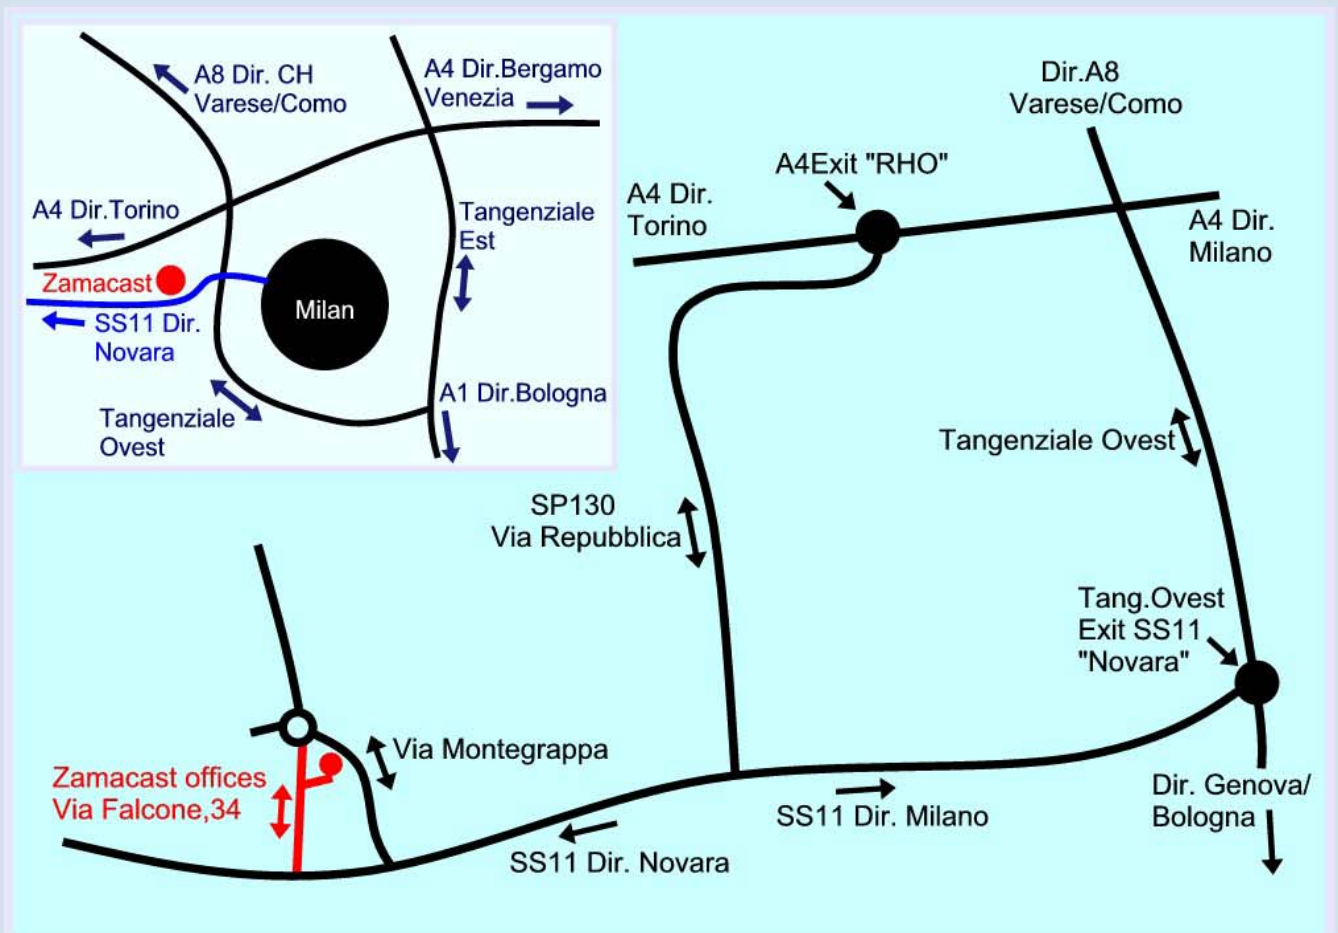 A8 Dir. CH
Varese/Como
A4 Dir.Bergamo
Venezia
A4 Dir.Torino
Tangenziale
Est
Zamacast
Milan
SS11 Dir.
Novara
A1 Dir.Bologna
Tangenziale
Ovest
Dir.A8
Varese/Como
A4Exit "RHO"
A4 Dir.
Torino
A4 Dir.
Milano
Tangenziale Ovest
SP130
Via Repubblica
Tang.Ovest
Exit SS11
"Novara"
Via Montegrappa
Zamacast offices
Via Falcone,34
Dir. Genova/
Bologna
SS11 Dir. Milano
SS11 Dir. Novara